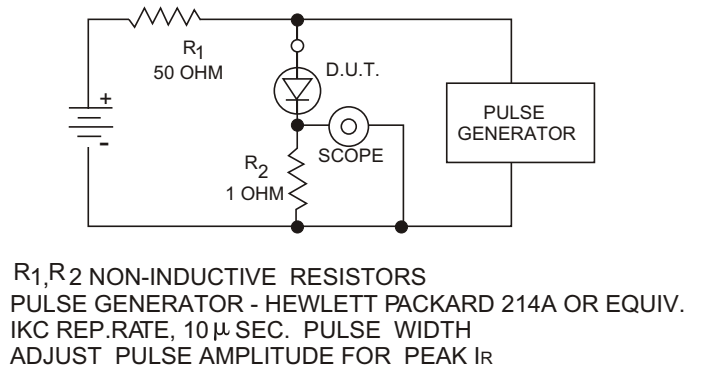 R1
50 OHM
D.U.T.
+
-
PULSE
GENERATOR
SCOPE
R2
1 OHM
R1,R2 NON-INDUCTIVE RESISTORS
PULSE GENERATOR - HEWLETT PACKARD 214A OR EQUIV.
IKC REP.RATE, 10 μ SEC. PULSE WIDTH
ADJUST PULSE AMPLITUDE FOR PEAK IR